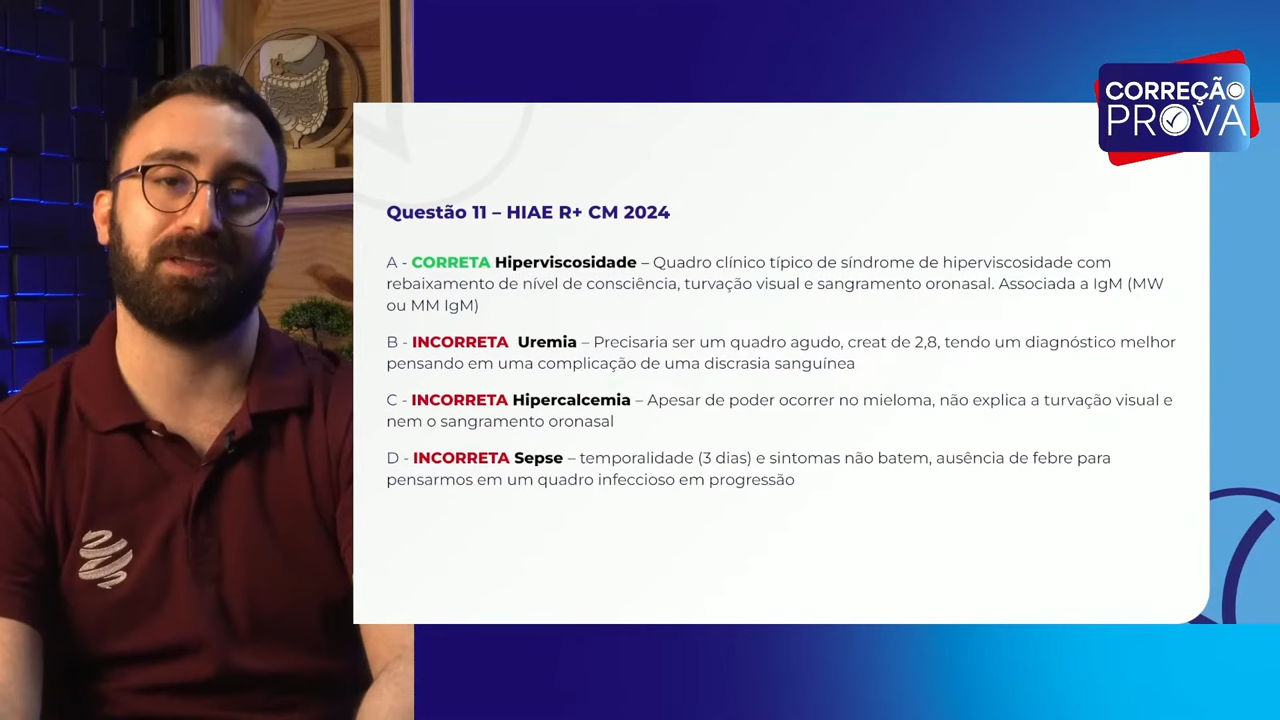 CORREÇÃO
PROVA
Questão 11 – HIAE R+ CM 2024
A - CORRETA Hiperviscosidade – Quadro clínico típico de síndrome de hiperviscosidade com
rebaixamento de nível de consciência, turvação visual e sangramento oronasal. Associada a IgM (MW
ou MM IgM)
B - INCORRETA Uremia – Precisaria ser um quadro agudo, creat de 2,8, tendo um diagnóstico melhor
pensando em uma complicação de uma discrasia sanguínea
C - INCORRETA Hipercalcemia – Apesar de poder ocorrer no mieloma, não explica a turvação visual e
nem o sangramento oronasal
D - INCORRETA Sepse – temporalidade (3 dias) e sintomas não batem, ausência de febre para
pensarmos em um quadro infeccioso em progressão